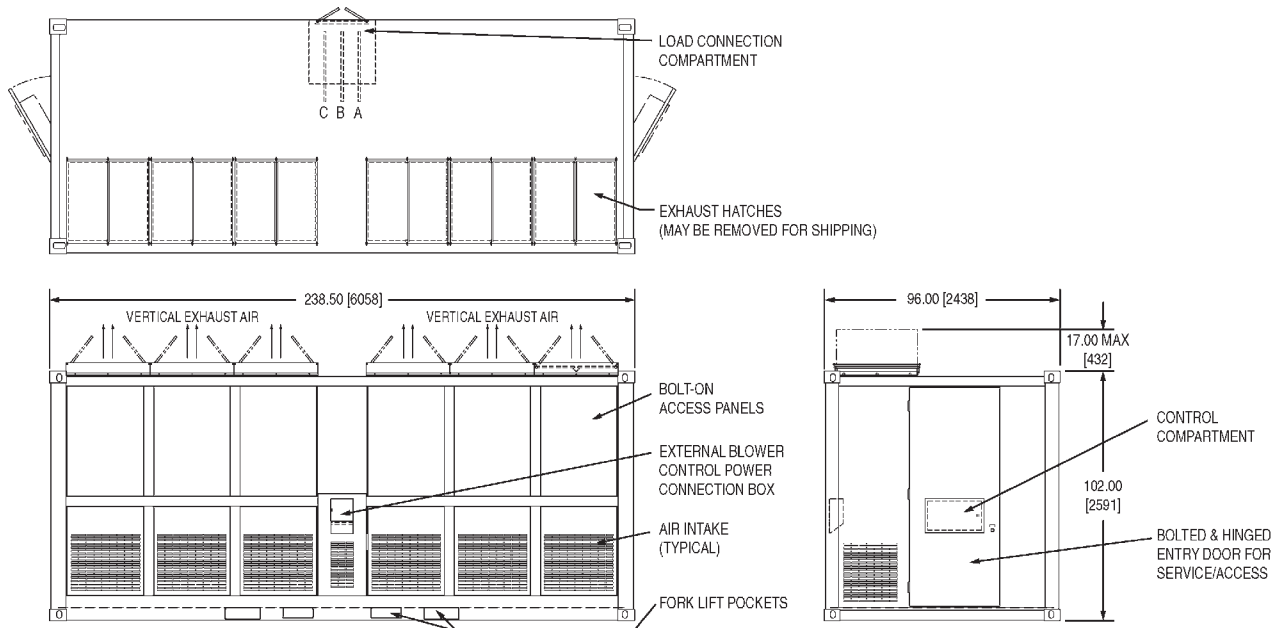 LOAD CONNECTION
COMPARTMENT
C B A
EXHAUST HATCHES
(MAY BE REMOVED FOR SHIPPING)
238.50 [6058]
VERTICAL EXHAUST AIR
VERTICAL EXHAUST AIR
96.00 [2438]
17.00 MAX
[432]
BOLT-ON
ACCESS PANELS
EXTERNAL BLOWER
CONTROL POWER
CONNECTION BOX
AIR INTAKE
(TYPICAL)
FORK LIFT POCKETS
CONTROL
COMPARTMENT
102.00
[2591]
BOLTED & HINGED
ENTRY DOOR FOR
SERVICE/ACCESS